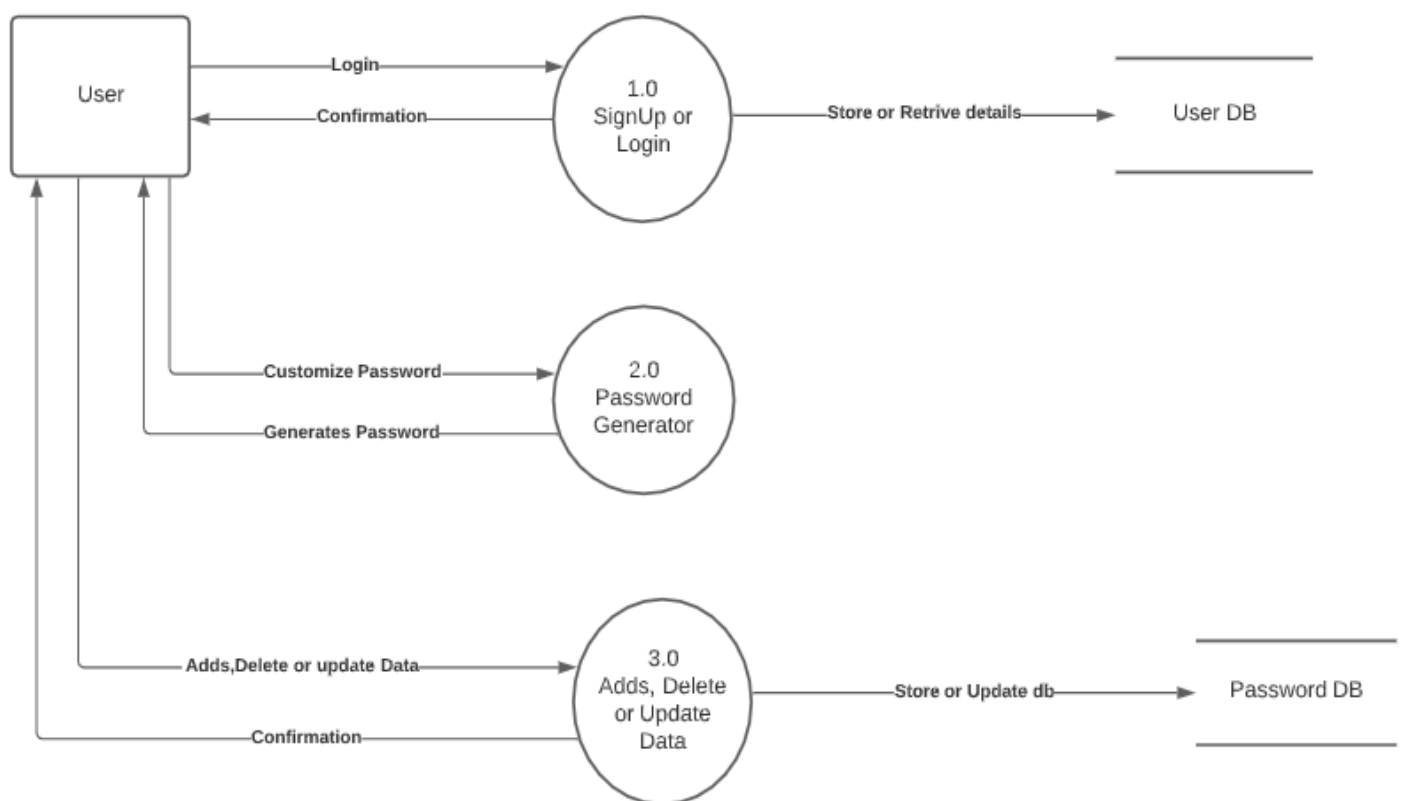 User
Login
Confirmation
1.0
SignUp or
Login
Store or Retrive details
User DB
Customize Password
Generates Password
2.0
Password
Generator
Adds,Delete or update Data
Confirmation
3.0
Adds, Delete
or Update
Data
Store or Update db
Password DB